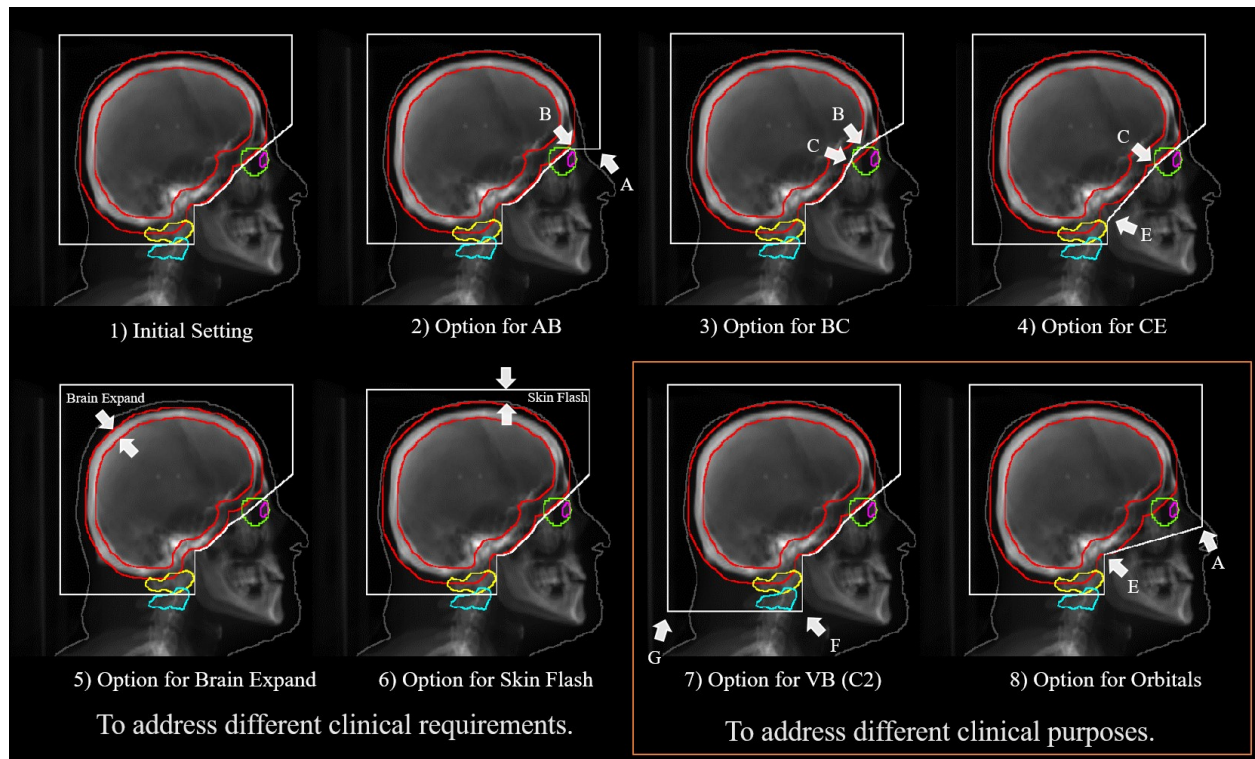 B
A
B
C
C
E
1) Initial Setting
2) Option for AB
3) Option for BC
4) Option for CE
Brain Expand
Skin Flash
G
F
E
A
5) Option for Brain Expand
6) Option for Skin Flash
7) Option for VB (C2)
8) Option for Orbitals
To address different clinical requirements.
To address different clinical purposes.